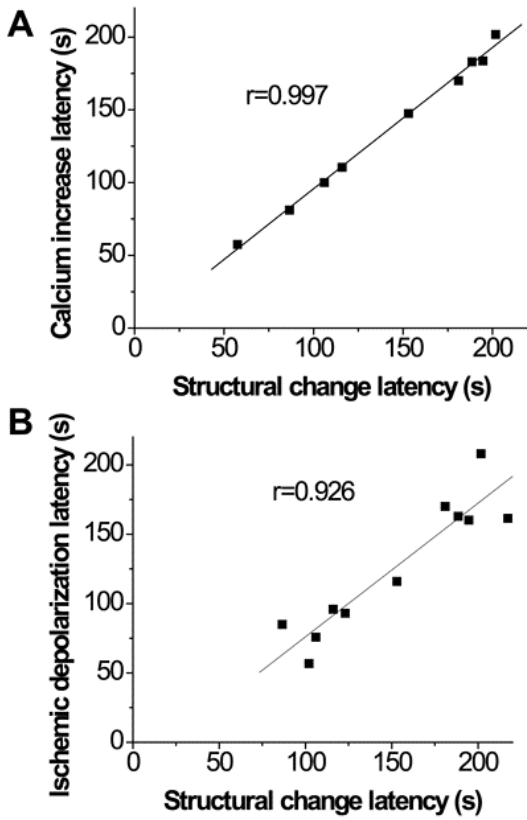 A
Calcium increase latency (s)
200
150
100
50
0
r=0.997
50 100 150 200
Structural change latency (s)
B
Ischemic depolarization latency (s)
200
150
100
50
0
r=0.926
0 50 100 150 200
Structural change latency (s)